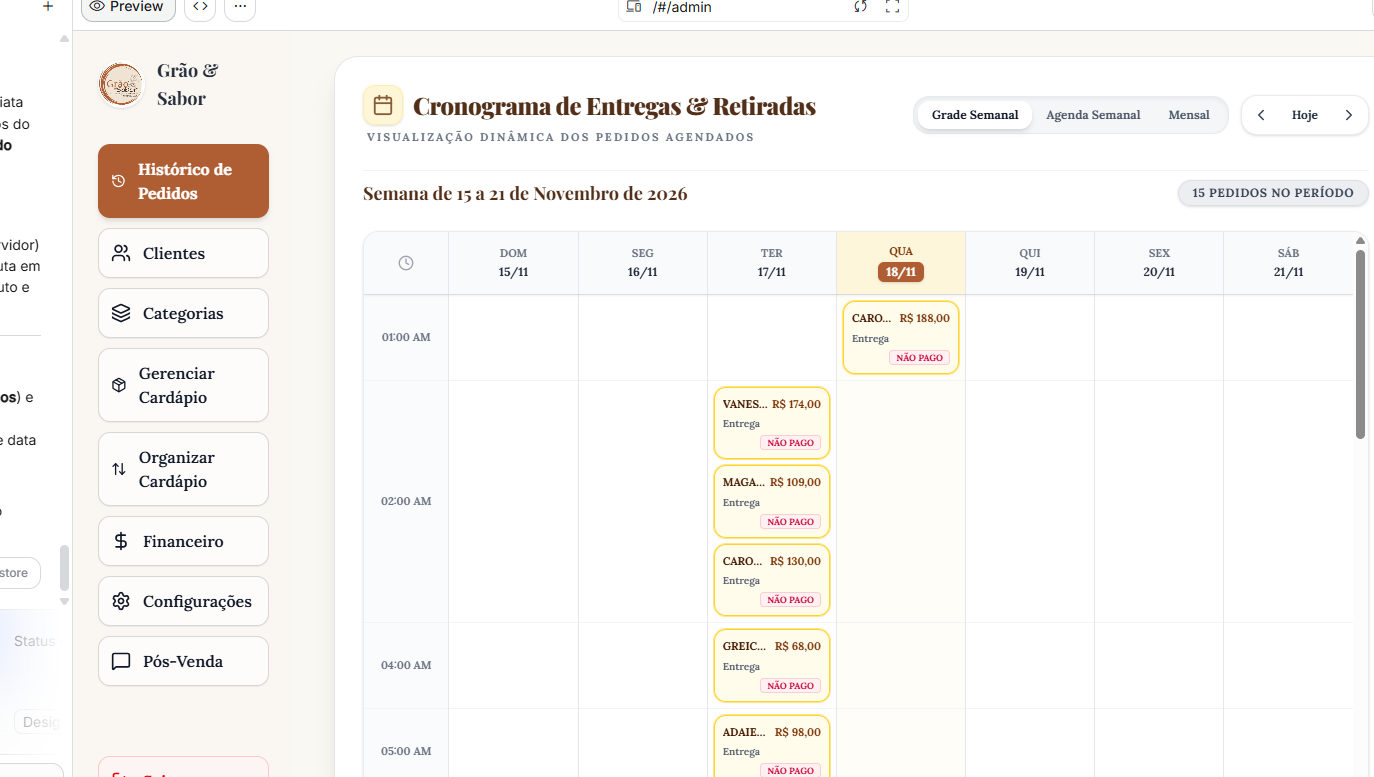 Preview
/#/admin
iata
os do
do
rvidor)
uta em
uto e
os) e
e data
o
store
Status
Desig
Grão &
Sabor
Grão &
Sabor
Histórico de
Pedidos
Clientes
Categorias
Gerenciar
Cardápio
Organizar
Cardápio
Financeiro
Configurações
Pós-Venda
Cronograma de Entregas & Retiradas
VISUALIZAÇÃO DINÂMICA DOS PEDIDOS AGENDADOS
Grade Semanal
Agenda Semanal
Mensal
Hoje
Semana de 15 a 21 de Novembro de 2026
15 PEDIDOS NO PERÍODO
DOM
15/11
SEG
16/11
TER
17/11
QUA
18/11
QUI
19/11
SEX
20/11
SÁB
21/11
01:00 AM
CARO... R$ 188,00
Entrega
NÃO PAGO
02:00 AM
VANES... R$ 174,00
Entrega
NÃO PAGO
MAGA... R$ 109,00
Entrega
NÃO PAGO
CARO... R$ 130,00
Entrega
NÃO PAGO
04:00 AM
GREIC... R$ 68,00
Entrega
NÃO PAGO
05:00 AM
ADAIE... R$ 98,00
Entrega
NÃO PAGO